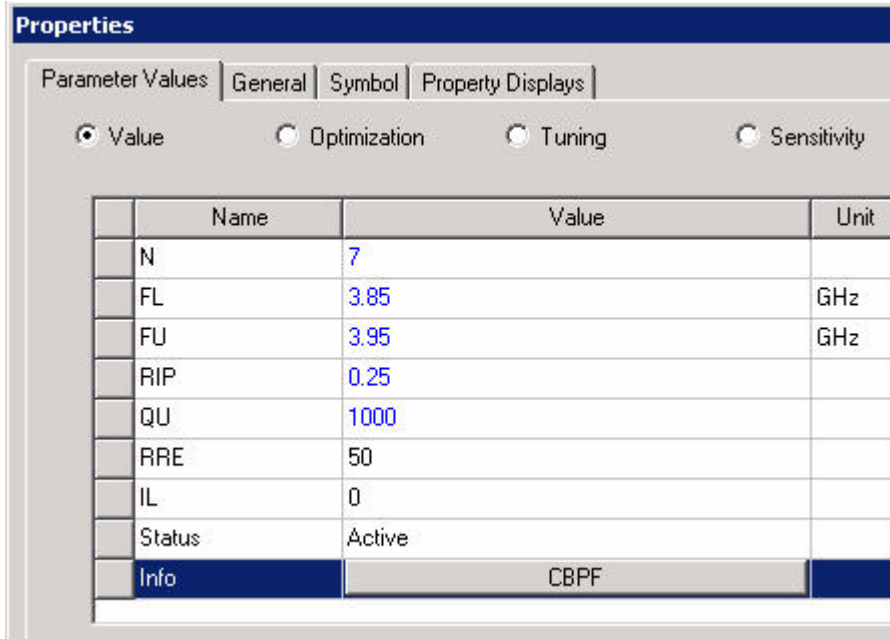 Properties
Parameter Values General Symbol Property Displays
Value Optimization Tuning Sensitivity
Name Value Unit
N 7
FL 3.85 GHz
FU 3.95 GHz
RIP 0.25
QU 1000
RRE 50
IL 0
Status Active
Info CBPF